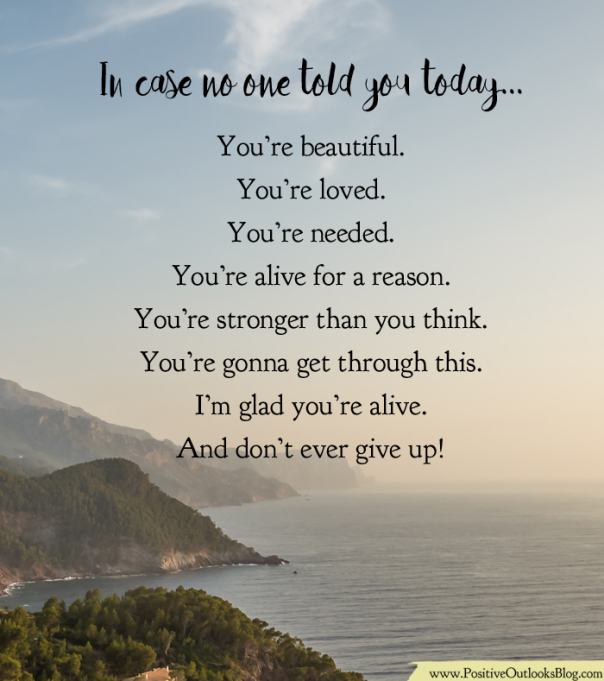 In case no one told you today...
You're beautiful.
You're loved.
You're needed.
You're alive for a reason.
You're stronger than you think.
You're gonna get through this.
I'm glad you're alive.
And don't ever give up!
www.PositiveOutlooksBlog.com